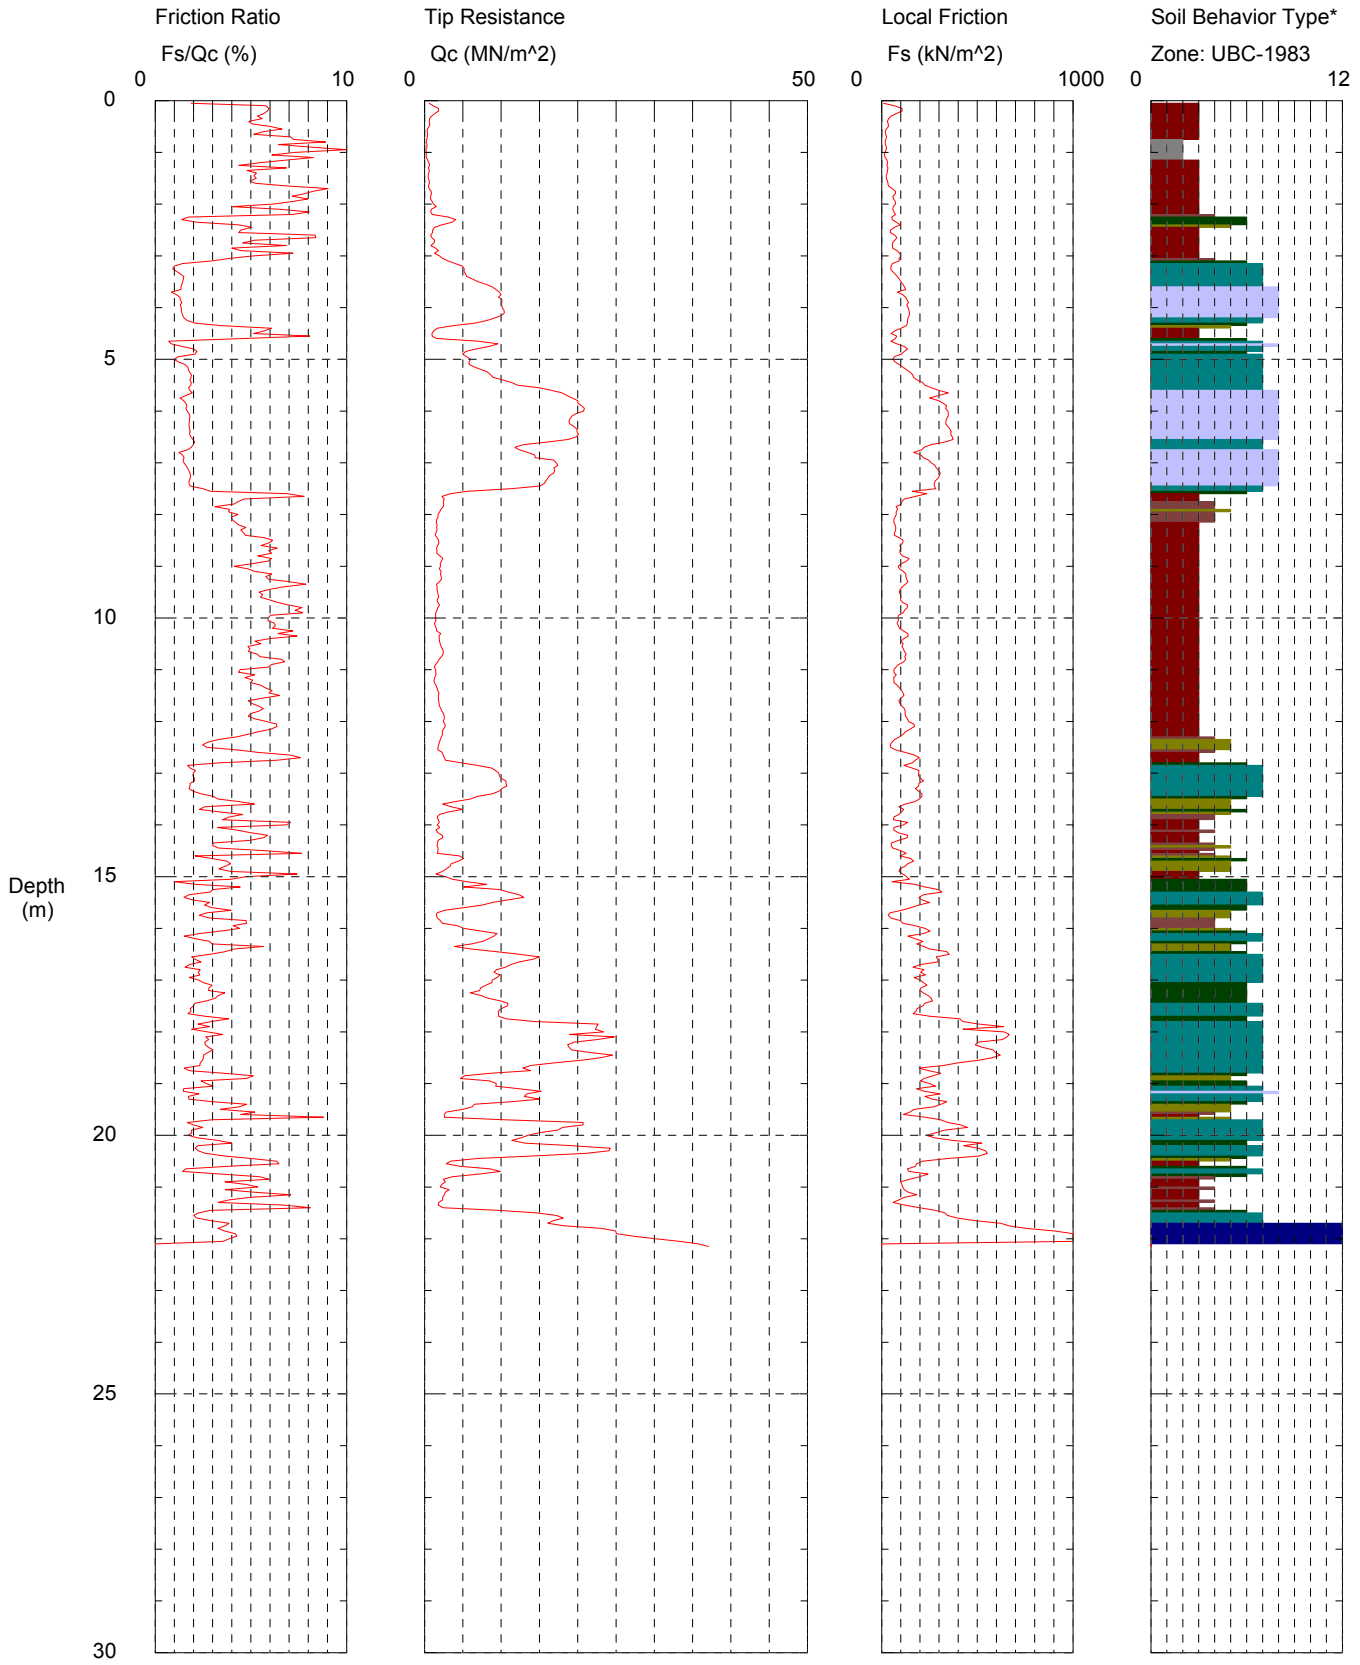 Friction Ratio
Tip Resistance
Local Friction
Soil Behavior Type*
Fs/Qc (%)
Qc (MN/m^2)
Fs (kN/m^2)
Zone: UBC-1983
0
10
0
50
0
1000
0
12
0
5
10
15
Depth
(m)
20
25
30